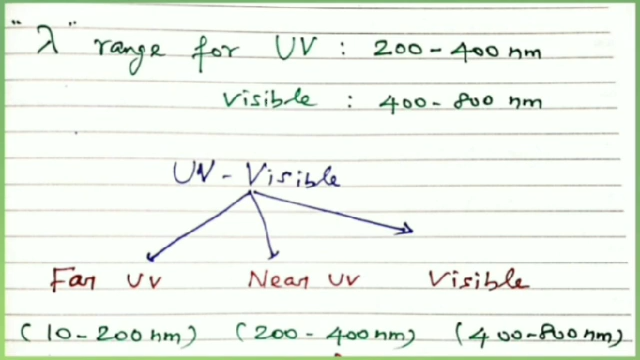 "λ" range for UV : 200-400 nm
Visible : 400-800 nm
UV-Visible
Far UV Near UV Visible
(10-200 nm) (200-400 nm) (400-800 nm)